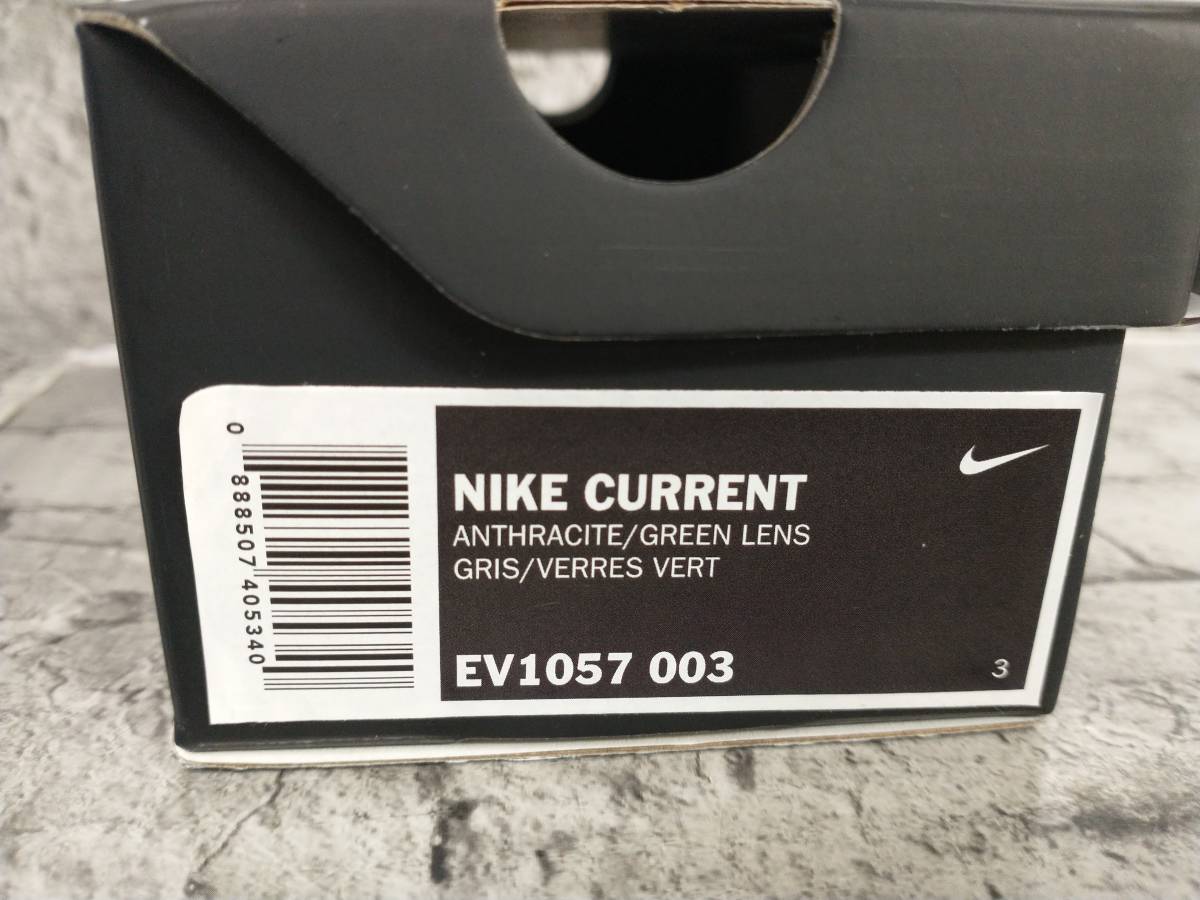 0 888507 405340
NIKE CURRENT
ANTHRACITE/GREEN LENS
GRIS/VERRES VERT
EV1057 003
3